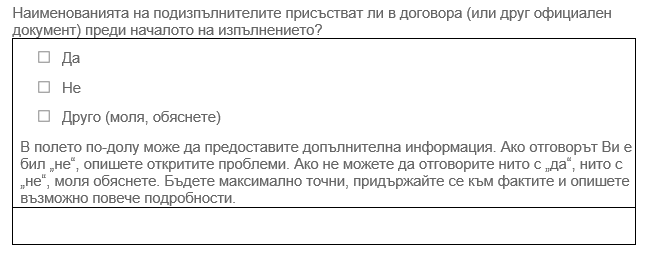 Наименованията на подизпълнителите присъстват ли в договора (или друг официален
документ) преди началото на изпълнението?
☐ Да
☐ Не
☐ Друго (моля, обяснете)
В полето по-долу може да предоставите допълнителна информация. Ако отговорът Ви е
бил „не“, опишете откритите проблеми. Ако не можете да отговорите нито с „да“, нито с
„не“, моля обяснете. Бъдете максимално точни, придържайте се към фактите и опишете
възможно повече подробности.